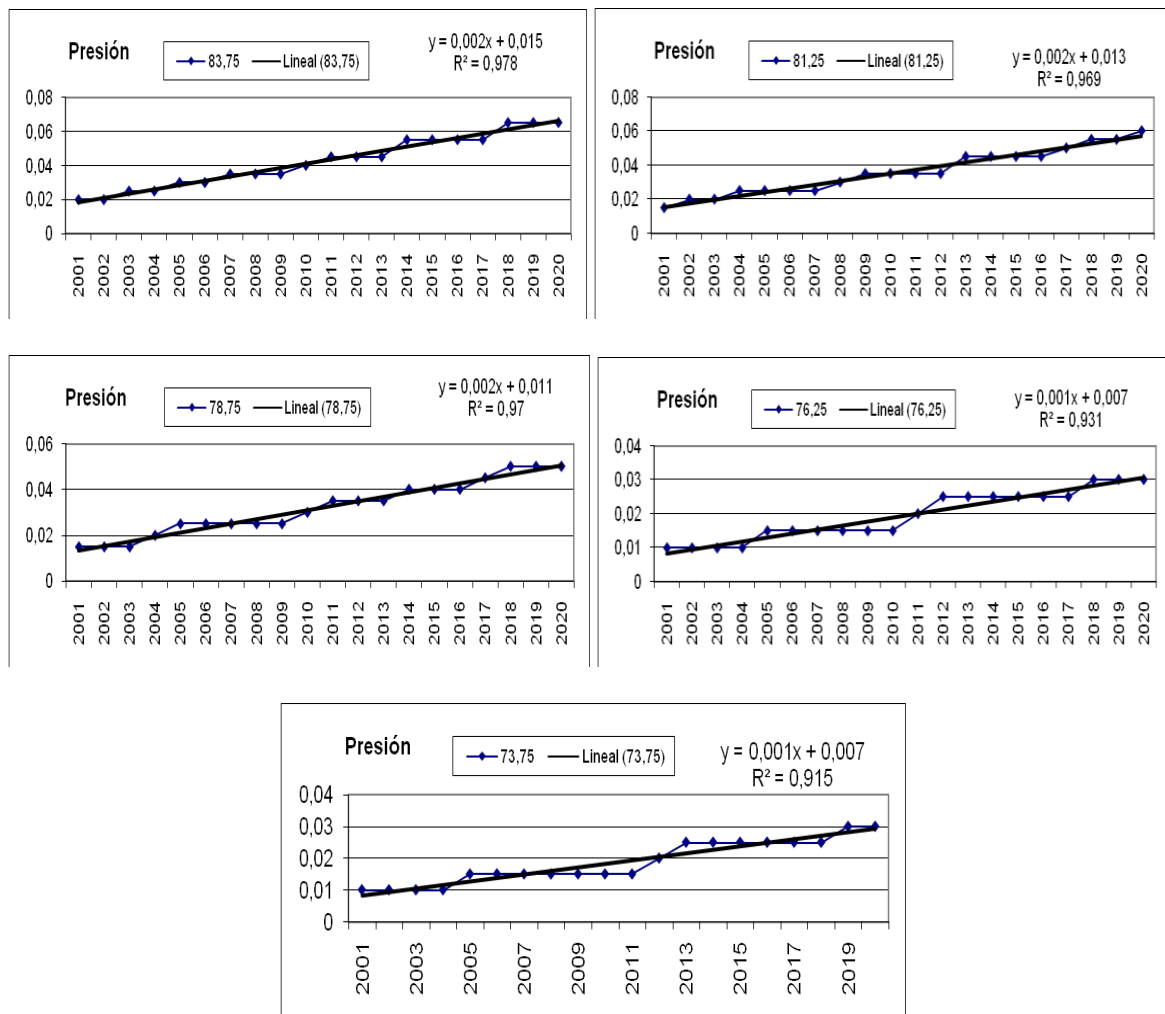 Presión
83,75 Lineal (83,75)
y = 0,002x + 0,015
R² = 0,978
0,08
0,06
0,04
0,02
0
2001 2002 2003 2004 2005 2006 2007 2008 2009 2010 2011 2012 2013 2014 2015 2016 2017 2018 2019 2020
Presión
81,25 Lineal (81,25)
y = 0,002x + 0,013
R² = 0,969
0,08
0,06
0,04
0,02
0
2001 2002 2003 2004 2005 2006 2007 2008 2009 2010 2011 2012 2013 2014 2015 2016 2017 2018 2019 2020
Presión
78,75 Lineal (78,75)
y = 0,002x + 0,011
R² = 0,97
0,06
0,04
0,02
0
2001 2002 2003 2004 2005 2006 2007 2008 2009 2010 2011 2012 2013 2014 2015 2016 2017 2018 2019 2020
Presión
76,25 Lineal (76,25)
y = 0,001x + 0,007
R² = 0,931
0,04
0,03
0,02
0,01
0
2001 2002 2003 2004 2005 2006 2007 2008 2009 2010 2011 2012 2013 2014 2015 2016 2017 2018 2019 2020
Presión
73,75 Lineal (73,75)
y = 0,001x + 0,007
R² = 0,915
0,04
0,03
0,02
0,01
0
2001 2003 2005 2007 2009 2011 2013 2015 2017 2019